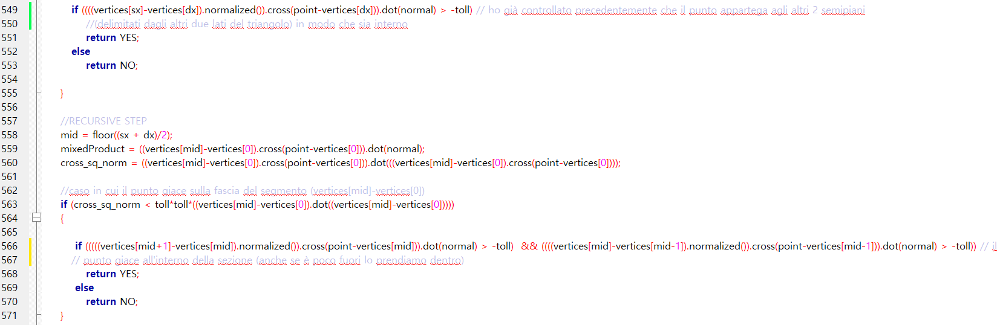 549 if ((((vertices[sx]-vertices[dx]).normalized()).cross(point-vertices[dx])).dot(normal) > -toll) // ho già controllato precedentemente che il punto appartega agli altri 2 semipiani
550 //(delimitati dagli altri due lati del triangolo) in modo che sia interno
551 return YES;
552 else
553 return NO;
554
555 }
556
557 //RECURSIVE STEP
558 mid = floor((sx + dx)/2);
559 mixedProduct = ((vertices[mid]-vertices[0]).cross(point-vertices[0])).dot(normal);
560 cross_sq_norm = ((vertices[mid]-vertices[0]).cross(point-vertices[0])).dot(((vertices[mid]-vertices[0]).cross(point-vertices[0])));
561
562 //caso in cui il punto giace sulla fascia del segmento (vertices[mid]-vertices[0])
563 if (cross_sq_norm < toll*toll*((vertices[mid]-vertices[0]).dot((vertices[mid]-vertices[0]))))
564 {
565
566 if (((((vertices[mid+1]-vertices[mid]).normalized()).cross(point-vertices[mid])).dot(normal) > -toll) && ((((vertices[mid]-vertices[mid-1]).normalized()).cross(point-vertices[mid-1])).dot(normal) > -toll)) // il
567 // punto giace all'interno della sezione (anche se è poco fuori lo prendiamo dentro)
568 return YES;
569 else
570 return NO;
571 }